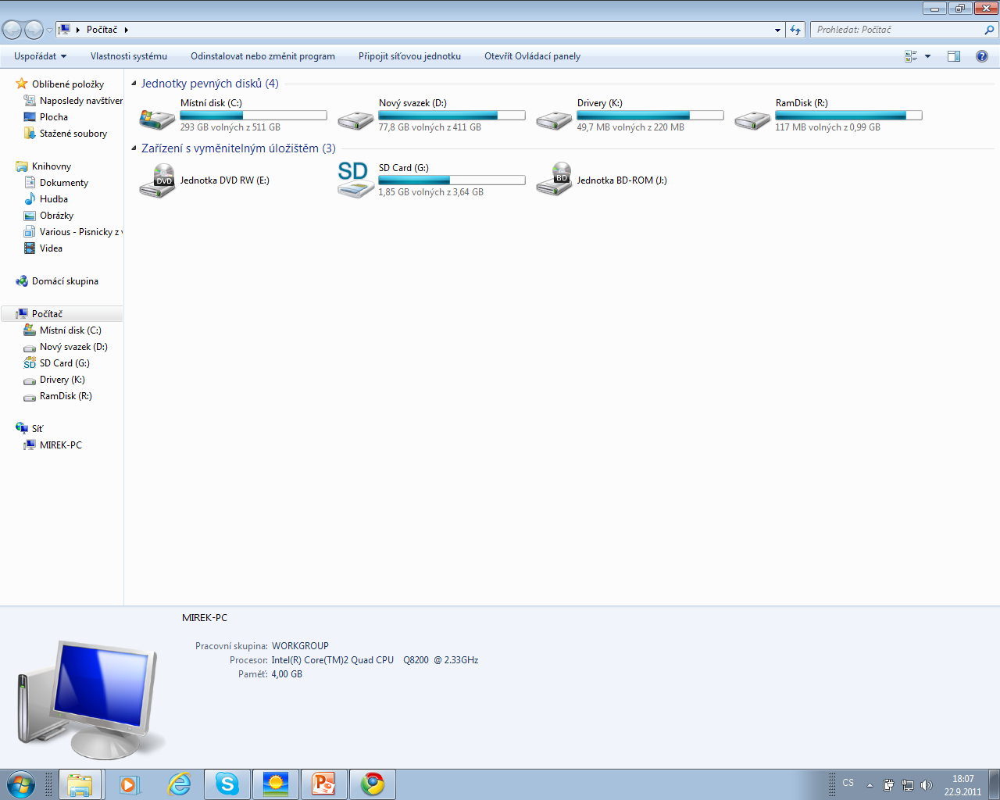 Počítač
Prohledat: Počítač
Uspořádat
Vlastnosti systému
Odinstalovat nebo změnit program
Připojit síťovou jednotku
Otevřít Ovládací panely
Oblíbené položky
Naposledy navštíver
Plocha
Stažené soubory
Knihovny
Dokumenty
Hudba
Obrázky
Various - Pisnicky z v
Videa
Domácí skupina
Počítač
Místní disk (C:)
Nový svazek (D:)
SD Card (G:)
Drivery (K:)
RamDisk (R:)
Síť
MIREK-PC
Jednotky pevných disků (4)
Místní disk (C:)
293 GB volných z 511 GB
Nový svazek (D:)
77,8 GB volných z 411 GB
Drivery (K:)
49,7 MB volných z 220 MB
RamDisk (R:)
117 MB volných z 0,99 GB
Zařízení s vyměnitelným úložištěm (3)
DVD
Jednotka DVD RW (E:)
SD
SD Card (G:)
1,85 GB volných z 3,64 GB
BD
Jednotka BD-ROM (J:)
MIREK-PC
Pracovní skupina: WORKGROUP
Procesor: Intel(R) Core(TM)2 Quad CPU Q8200 @ 2.33GHz
Paměť: 4,00 GB
CS
18:07
22.9.2011